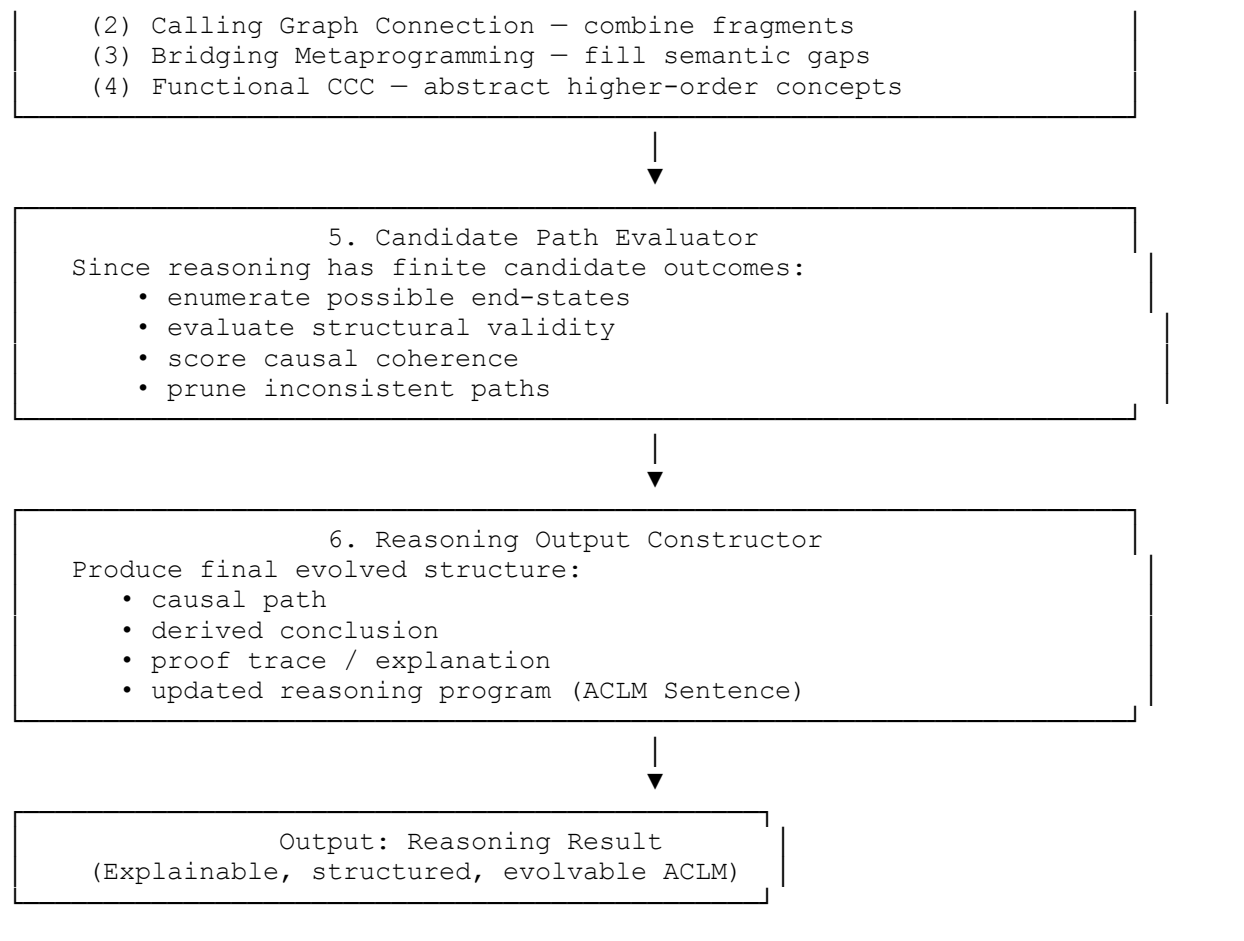 (2) Calling Graph Connection — combine fragments
(3) Bridging Metaprogramming — fill semantic gaps
(4) Functional CCC — abstract higher-order concepts
5. Candidate Path Evaluator
Since reasoning has finite candidate outcomes:
• enumerate possible end-states
• evaluate structural validity
• score causal coherence
• prune inconsistent paths
6. Reasoning Output Constructor
Produce final evolved structure:
• causal path
• derived conclusion
• proof trace / explanation
• updated reasoning program (ACLM Sentence)
Output: Reasoning Result
(Explainable, structured, evolvable ACLM)